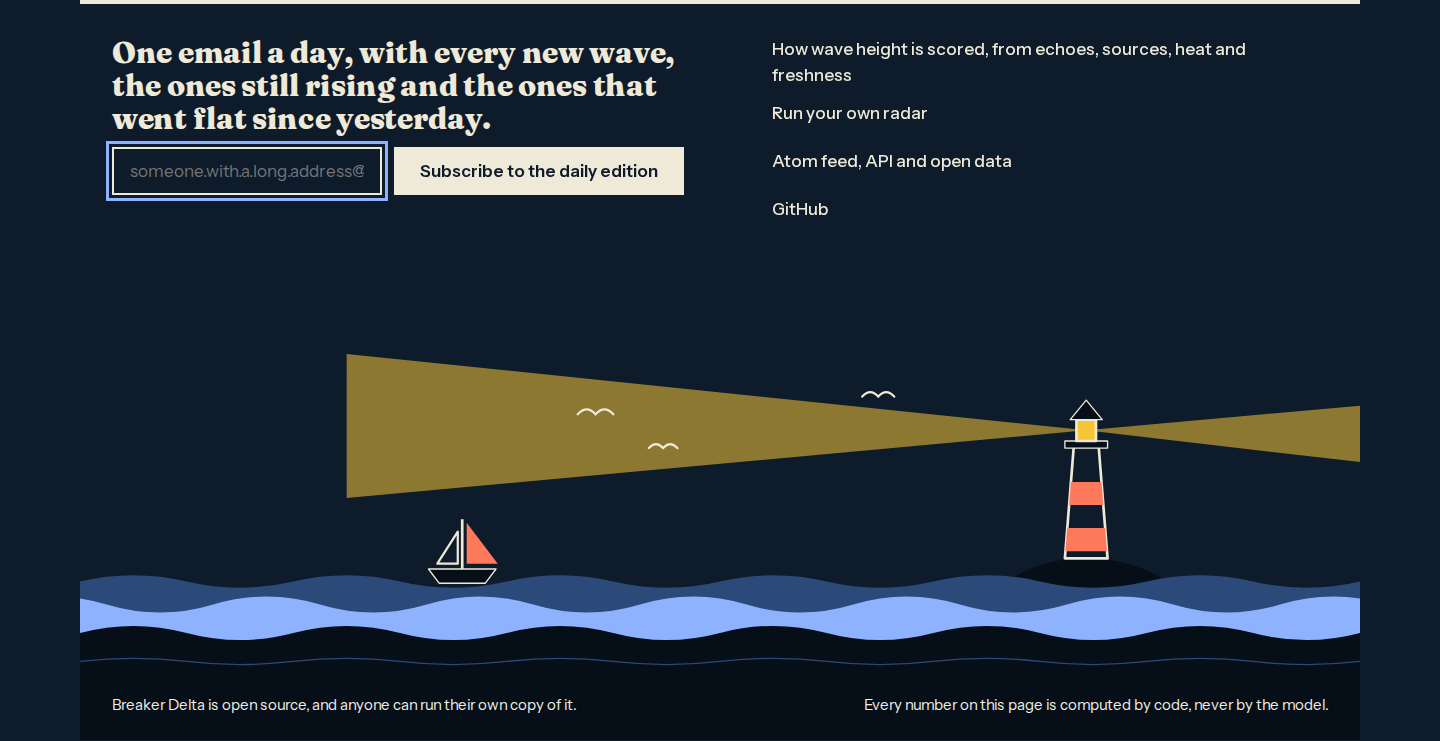 One email a day, with every new wave,
the ones still rising and the ones that
went flat since yesterday.
someone.with.a.long.address@
Subscribe to the daily edition
How wave height is scored, from echoes, sources, heat and
freshness
Run your own radar
Atom feed, API and open data
GitHub
Breaker Delta is open source, and anyone can run their own copy of it.
Every number on this page is computed by code, never by the model.